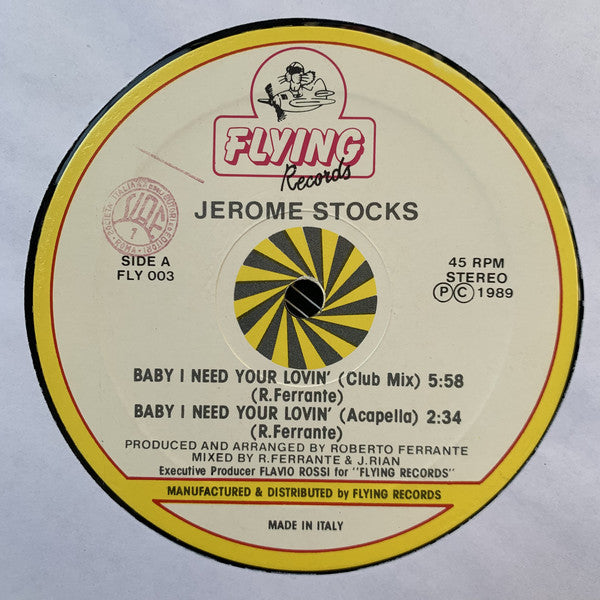 FLYING
Records
JEROME STOCKS
SIDE A
FLY 003
45 RPM
STEREO
Ⓟ Ⓒ 1989
BABY I NEED YOUR LOVIN' (Club Mix) 5:58
(R.Ferrante)
BABY I NEED YOUR LOVIN' (Acapella) 2:34
(R.Ferrante)
PRODUCED AND ARRANGED BY ROBERTO FERRANTE
MIXED BY R.FERRANTE & J.RIAN
Executive Producer FLAVIO ROSSI for "FLYING RECORDS"
MANUFACTURED & DISTRIBUTED by FLYING RECORDS
MADE IN ITALY